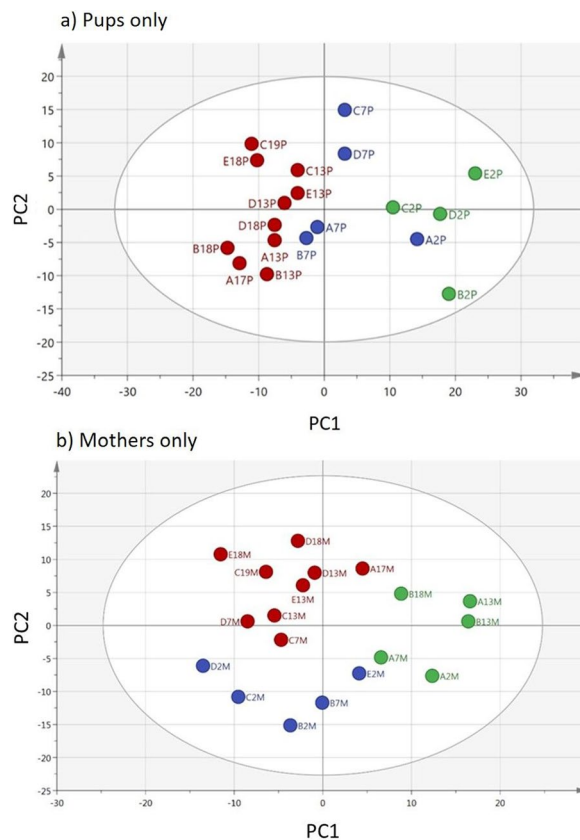 a) Pups only
PC2
20
15
10
5
0
-5
-10
-15
-20
-25
C7P
C19P
E18P
D7P
C13P
E13P
D13P
E2P
C2P
D2P
D18P
A7P
A2P
B18P
A13P
B7P
A17P
B13P
B2P
-40 -30 -20 -10 0 10 20 30
PC1
b) Mothers only
PC2
20
15
10
5
0
-5
-10
-15
-20
-25
D18M
E18M
C19M
D13M
A17M
E13M
B18M
A13M
C13M
D7M
B13M
C7M
A7M
D2M
E2M
A2M
C2M
B7M
B2M
-30 -20 -10 0 10 20
PC1